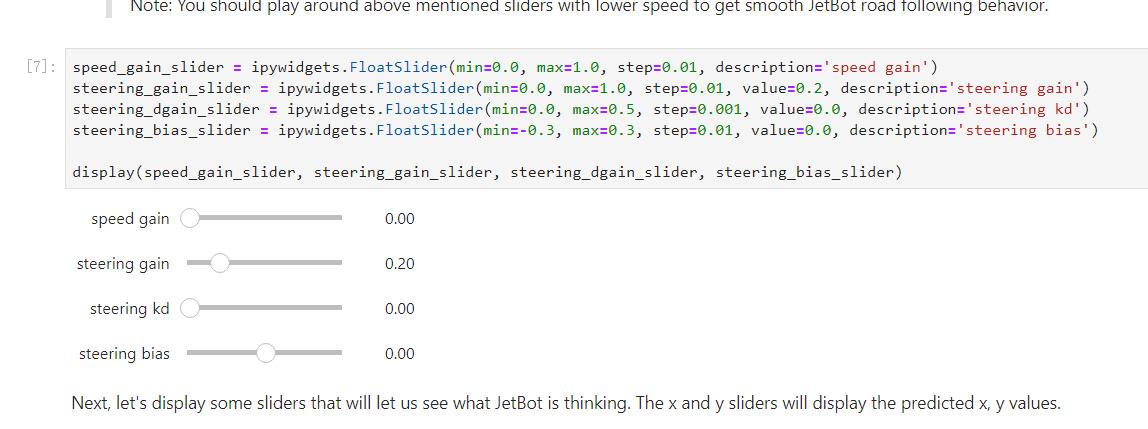 Note: You should play around above mentioned sliders with lower speed to get smooth JetBot road following behavior.
[7]:
speed_gain_slider = ipywidgets.FloatSlider(min=0.0, max=1.0, step=0.01, description='speed gain')
steering_gain_slider = ipywidgets.FloatSlider(min=0.0, max=1.0, step=0.01, value=0.2, description='steering gain')
steering_dgain_slider = ipywidgets.FloatSlider(min=0.0, max=0.5, step=0.001, value=0.0, description='steering kd')
steering_bias_slider = ipywidgets.FloatSlider(min=-0.3, max=0.3, step=0.01, value=0.0, description='steering bias')
display(speed_gain_slider, steering_gain_slider, steering_dgain_slider, steering_bias_slider)
speed gain 0.00
steering gain 0.20
steering kd 0.00
steering bias 0.00
Next, let's display some sliders that will let us see what JetBot is thinking. The x and y sliders will display the predicted x, y values.